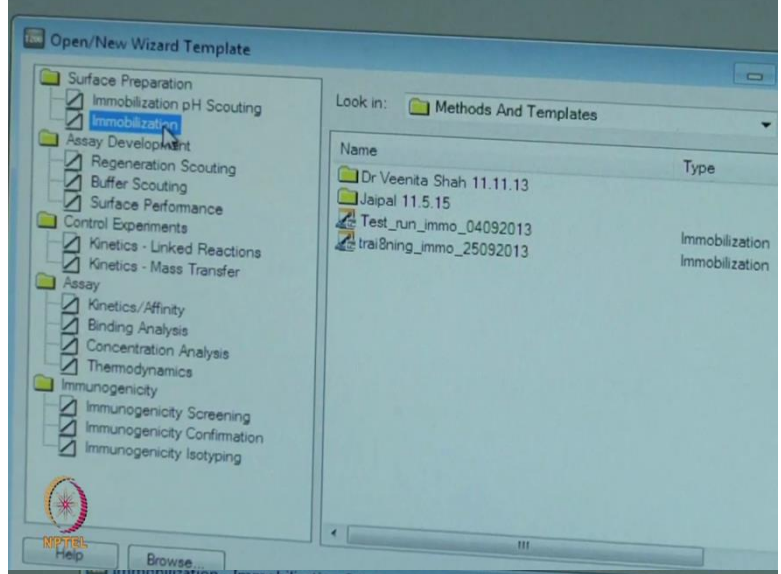 Open/New Wizard Template
Surface Preparation
Immobilization pH Scouting
Immobilization
Assay Development
Regeneration Scouting
Buffer Scouting
Surface Performance
Control Experiments
Kinetics - Linked Reactions
Kinetics - Mass Transfer
Assay
Kinetics/Affinity
Binding Analysis
Concentration Analysis
Thermodynamics
Immunogenicity
Immunogenicity Screening
Immunogenicity Confirmation
Immunogenicity Isotyping
Look in: Methods And Templates
Name Type
Dr Veenita Shah 11.11.13
Jaipal 11.5.15
Test_run_immo_04092013 Immobilization
trai8ning_immo_25092013 Immobilization
NPTEL
Help Browse...